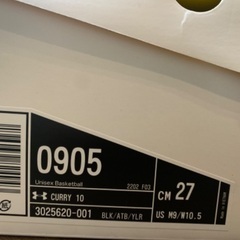 0905
Unisex Basketball 2202 F03
CURRY 10
3025620-001 BLK/ATB/YLR
CM 27
US M9/W10.5